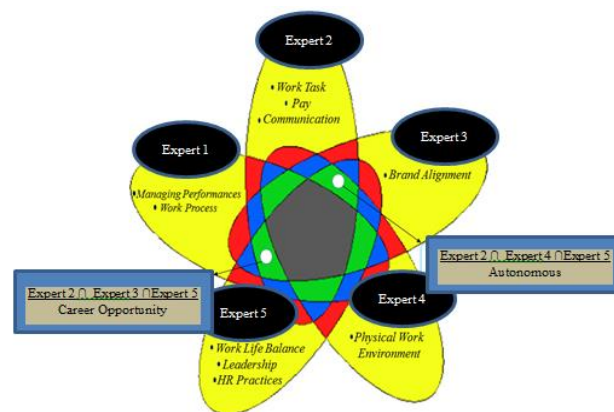 Expert 2
• Work Task
• Pay
• Communication
Expert 3
• Brand Alignment
Expert 1
•Managing Performances
• Work Process
Expert 2 ∩ Expert 4 ∩Expert 5
Autonomous
Expert 2 ∩ Expert 3 ∩Expert 5
Career Opportunity
Expert 4
•Physical Work
Environment
Expert 5
•Work Life Balance
• Leadership
•HR Practices